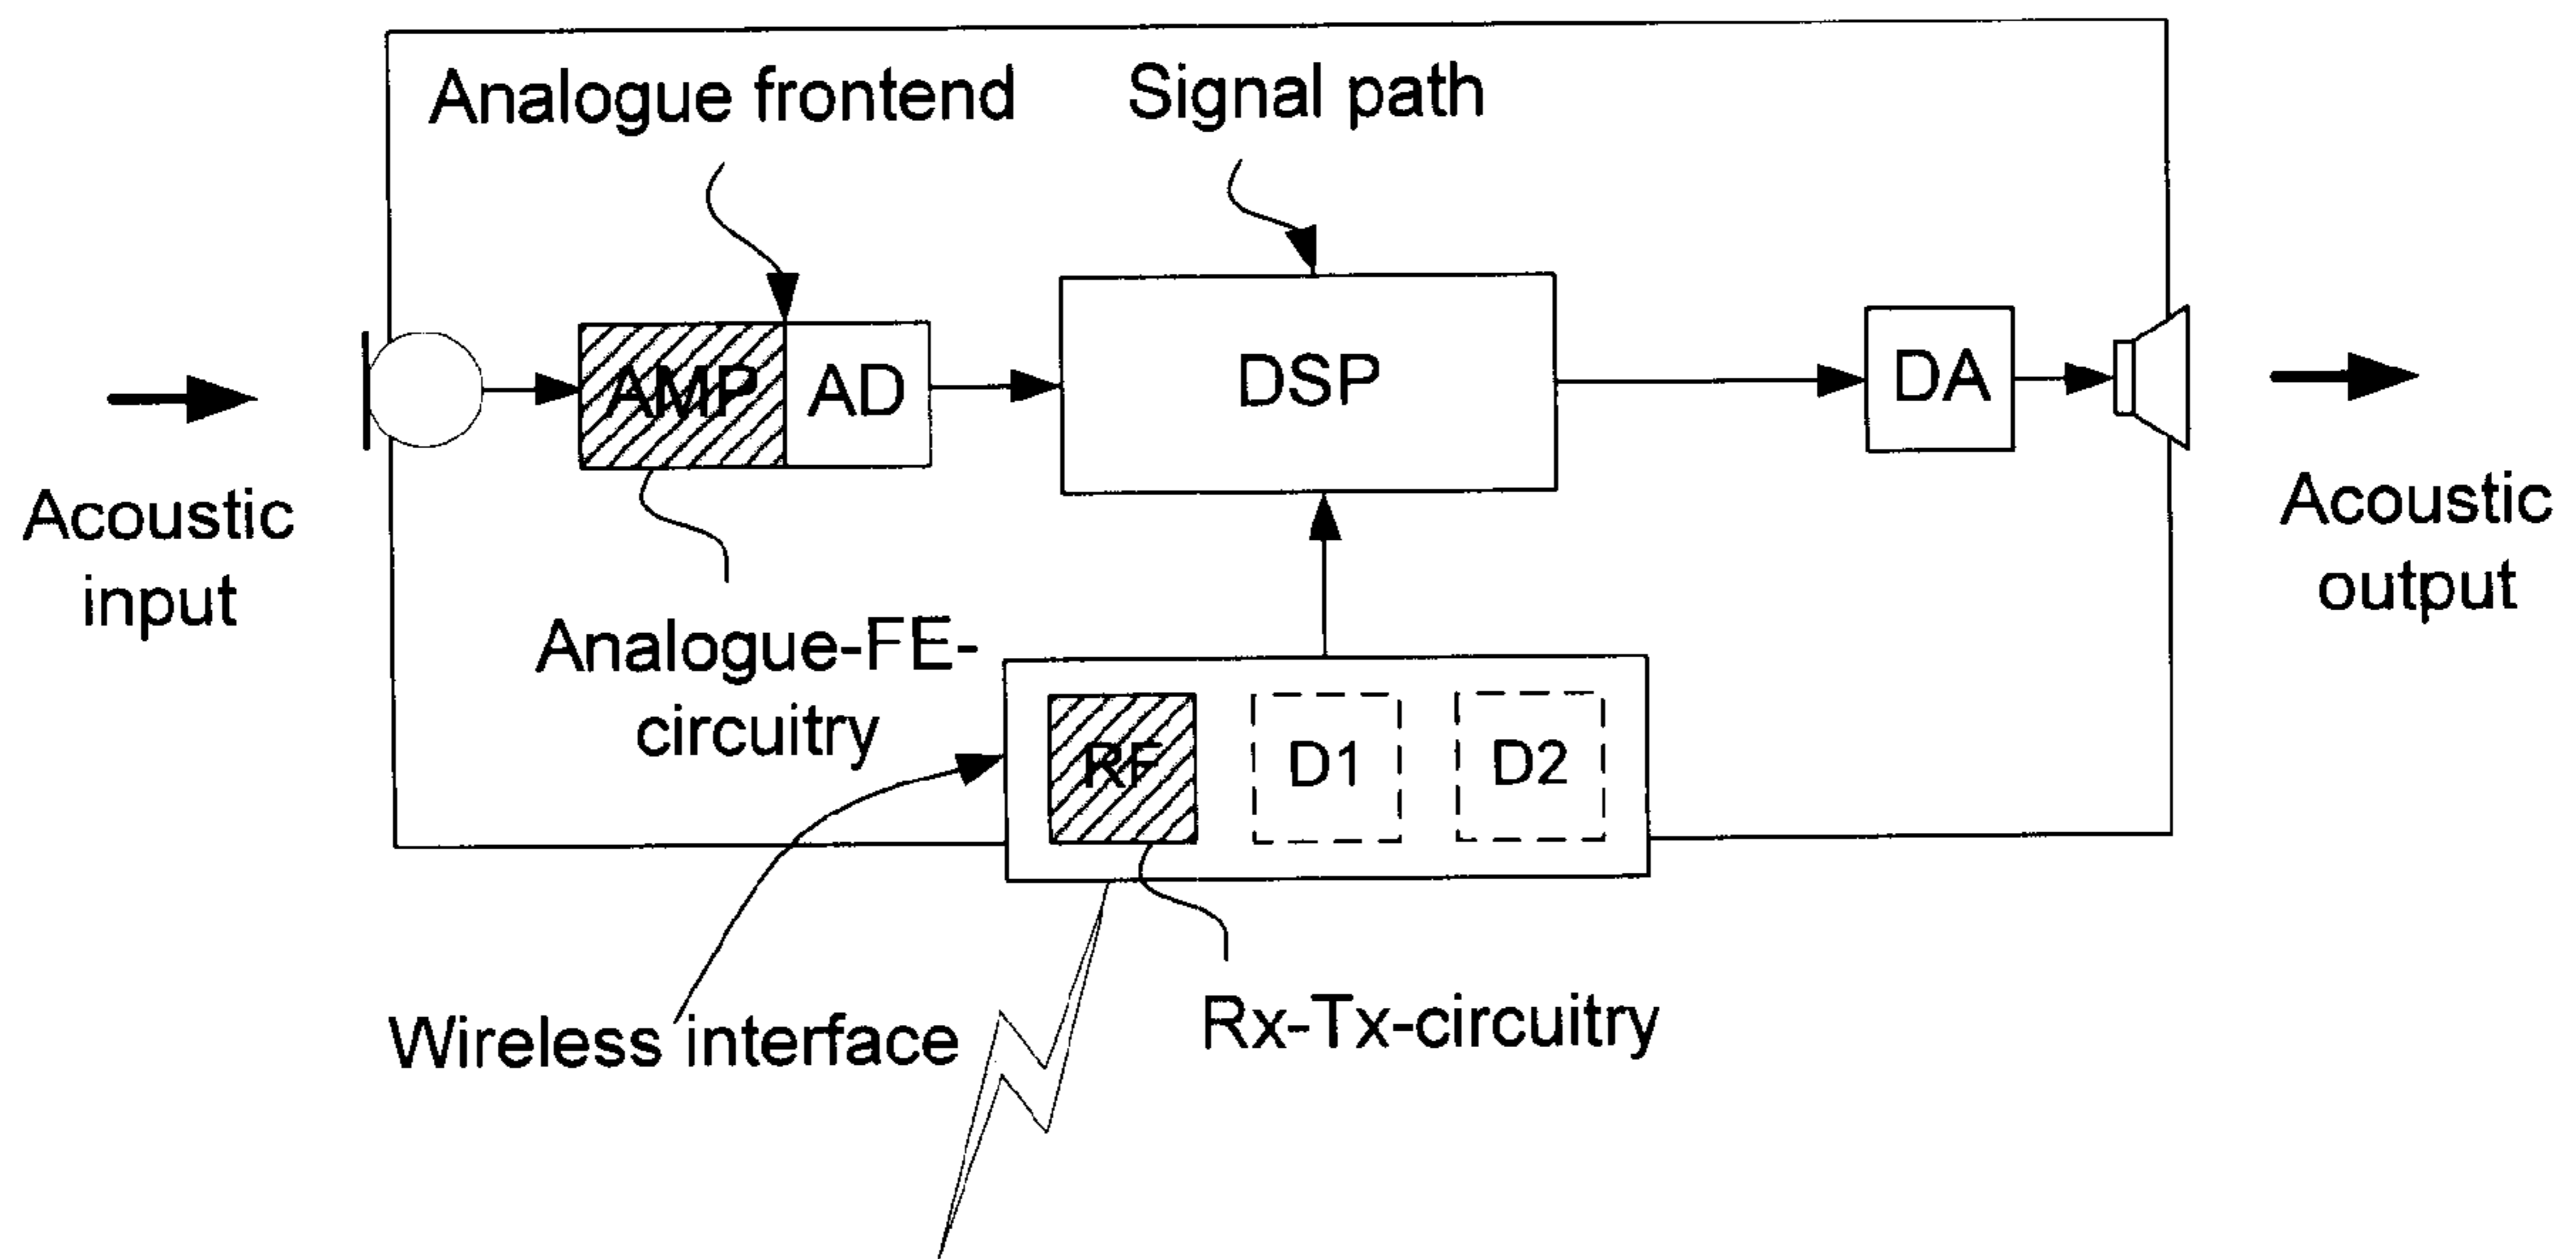 Analogue frontend
Signal path
AMP
AD
DSP
DA
Acoustic
input
Acoustic
output
Analogue-FE-
circuitry
RF
D1
D2
Wireless interface
Rx-Tx-circuitry